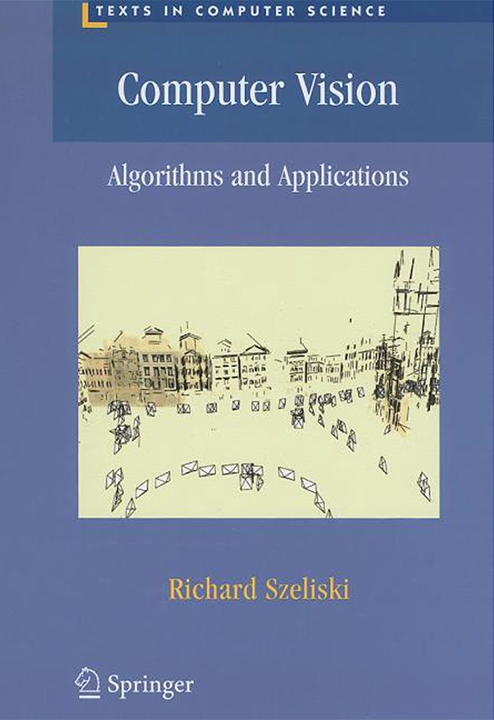 TEXTS IN COMPUTER SCIENCE
Computer Vision
Algorithms and Applications
Richard Szeliski
Springer